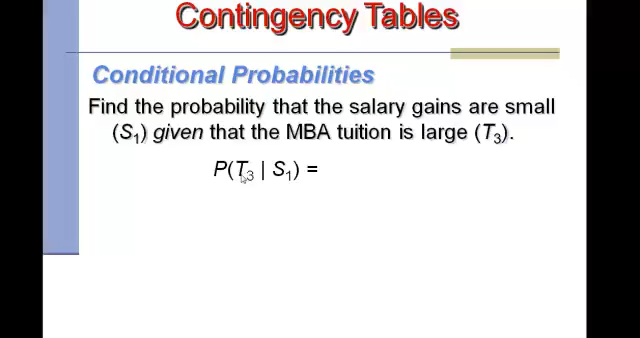 Contingency Tables
Conditional Probabilities
Find the probability that the salary gains are small
(S₁) given that the MBA tuition is large (T₃).
P(T₃ | S₁) =